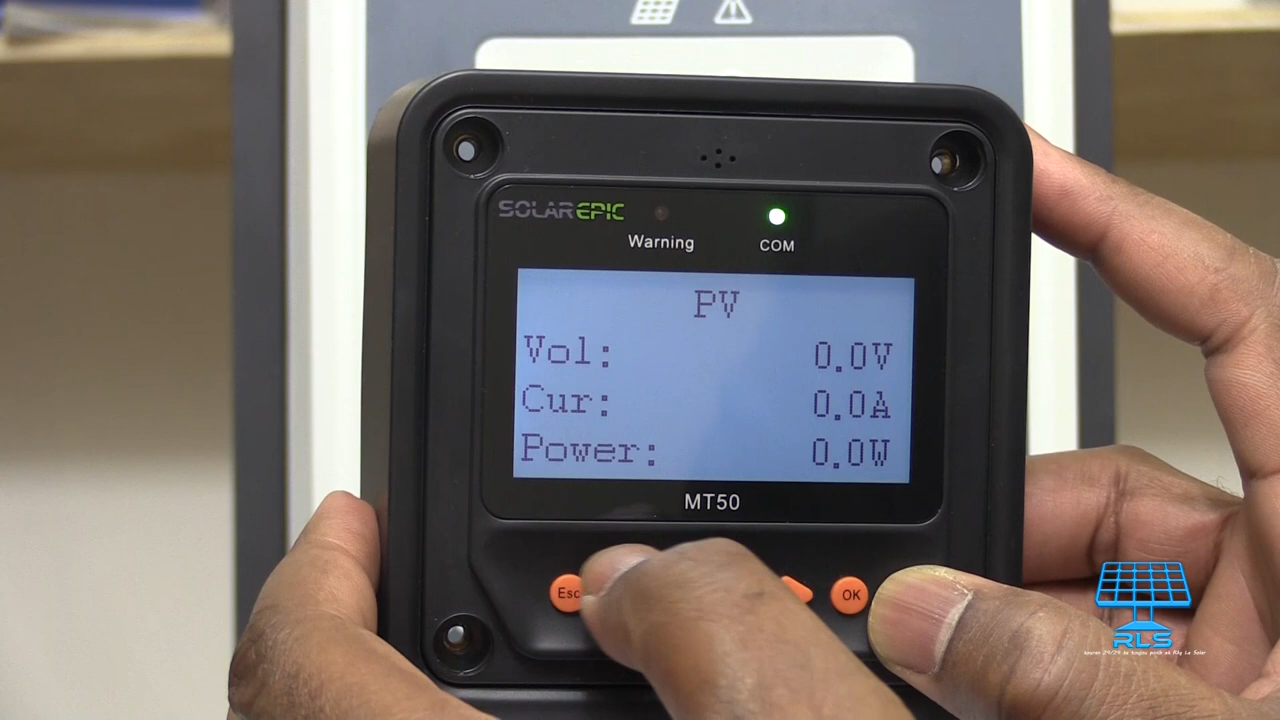 SOLAREPIC
Warning
COM
PV
Vol: 0.0V
Cur: 0.0A
Power: 0.0W
MT50
Esc
OK
RLS